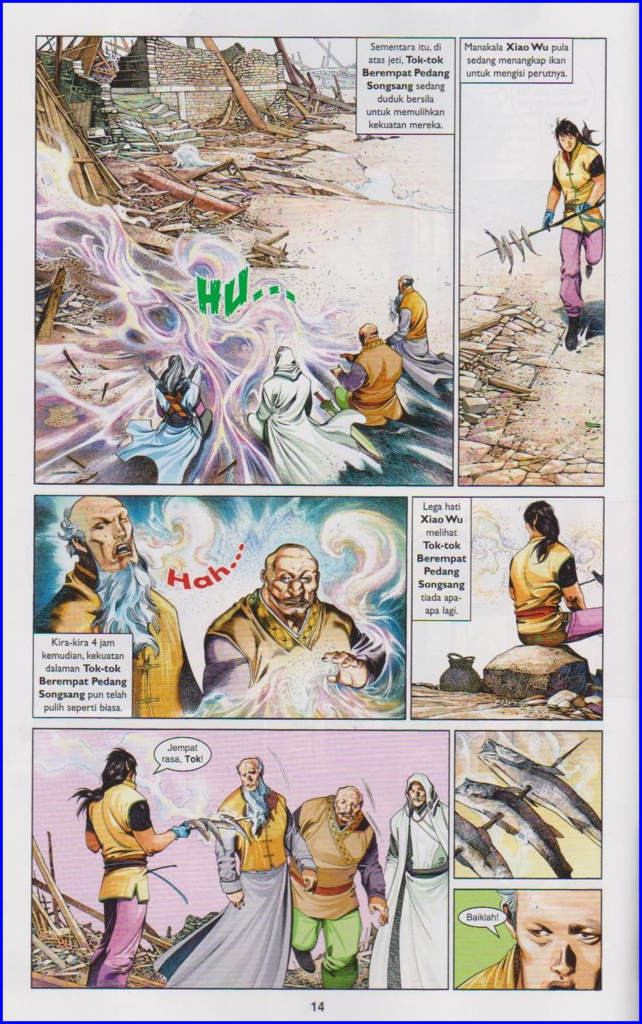 Sementara itu, di
atas jeti, Tok-tok
Berempat Pedang
Songsang sedang
duduk bersila
untuk memulihkan
kekuatan mereka.
Manakala Xiao Wu pula
sedang menangkap ikan
untuk mengisi perutnya.
HU...
Hah...
Kira-kira 4 jam
kemudian, kekuatan
dalaman Tok-tok
Berempat Pedang
Songsang pun telah
pulih seperti biasa.
Lega hati
Xiao Wu
melihat
Tok-tok
Berempat
Pedang
Songsang
tiada apa-
apa lagi.
Jempat
rasa, Tok!
Baiklah!
14